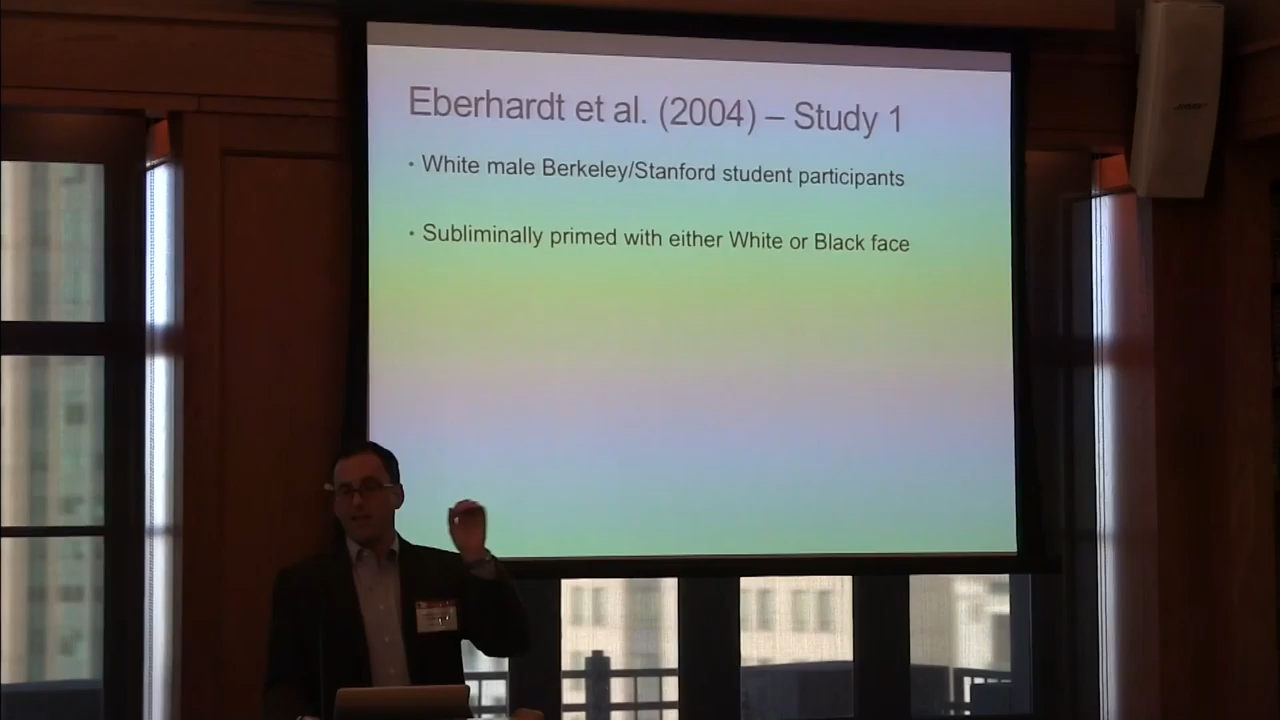 Eberhardt et al. (2004) – Study 1
• White male Berkeley/Stanford student participants
• Subliminally primed with either White or Black face
BOSE